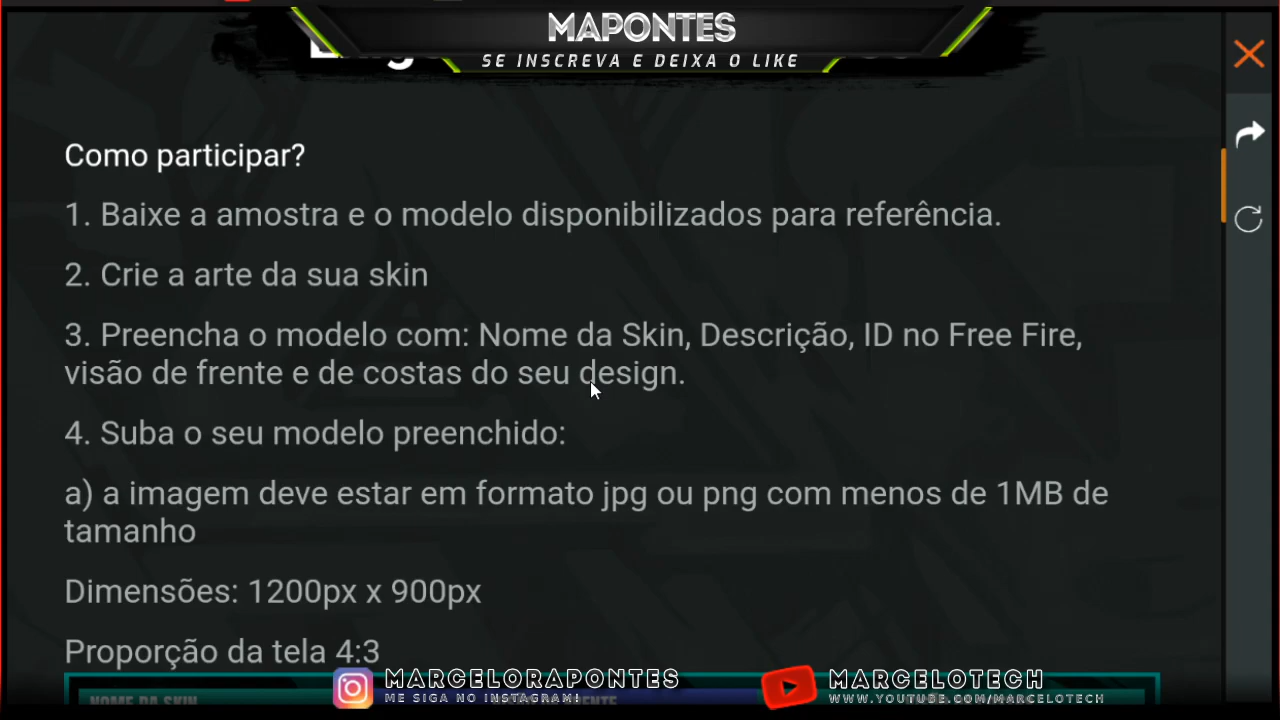 MAPONTES
SE INSCREVA E DEIXA O LIKE
Como participar?
1. Baixe a amostra e o modelo disponibilizados para referência.
2. Crie a arte da sua skin
3. Preencha o modelo com: Nome da Skin, Descrição, ID no Free Fire,
visão de frente e de costas do seu design.
4. Suba o seu modelo preenchido:
a) a imagem deve estar em formato jpg ou png com menos de 1MB de
tamanho
Dimensões: 1200px x 900px
Proporção da tela 4:3
NOME DA SKIN
MARCELORAPONTES
ME SIGA NO INSTAGRAM!
MARCELOTECH
WWW.YOUTUBE.COM/MARCELOTECH